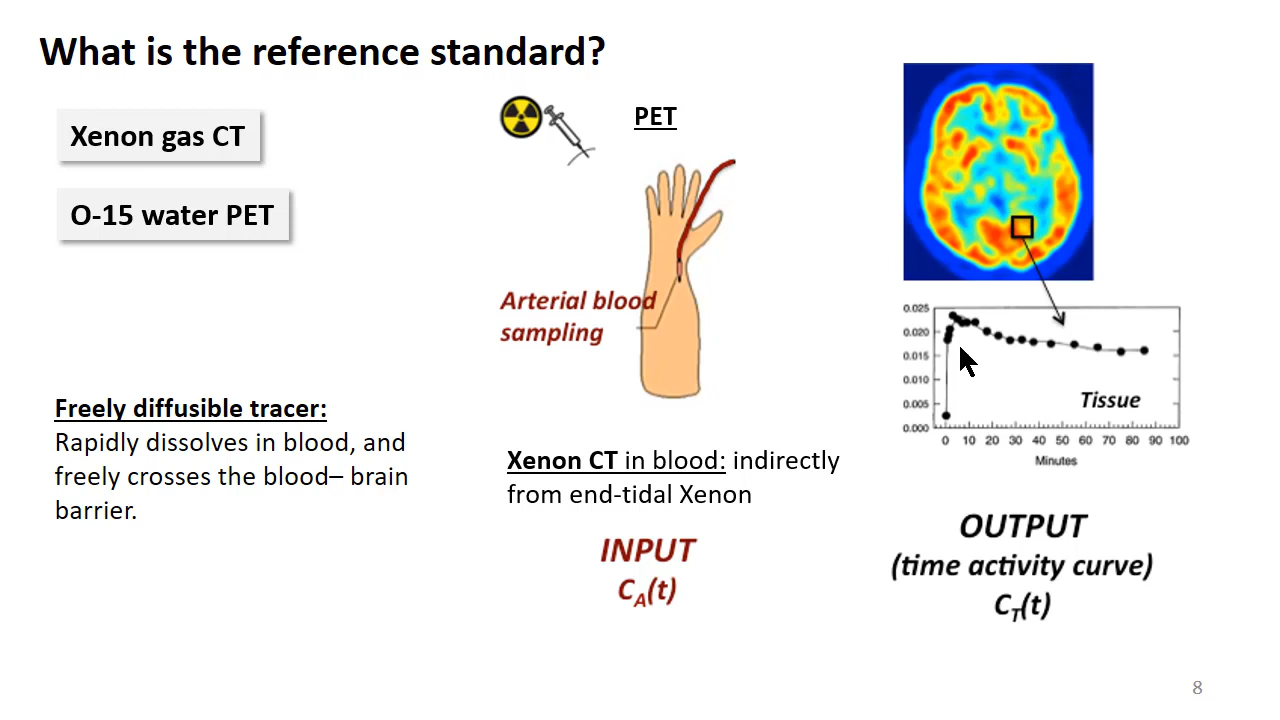 What is the reference standard?
Xenon gas CT
O-15 water PET
Freely diffusible tracer:
Rapidly dissolves in blood, and
freely crosses the blood– brain
barrier.
PET
Arterial blood
sampling
Xenon CT in blood: indirectly
from end-tidal Xenon
INPUT
CA(t)
0.025
0.020
0.015
0.010
0.005
0.000
Tissue
0 10 20 30 40 50 60 70 80 90 100
Minutes
OUTPUT
(time activity curve)
CT(t)
8